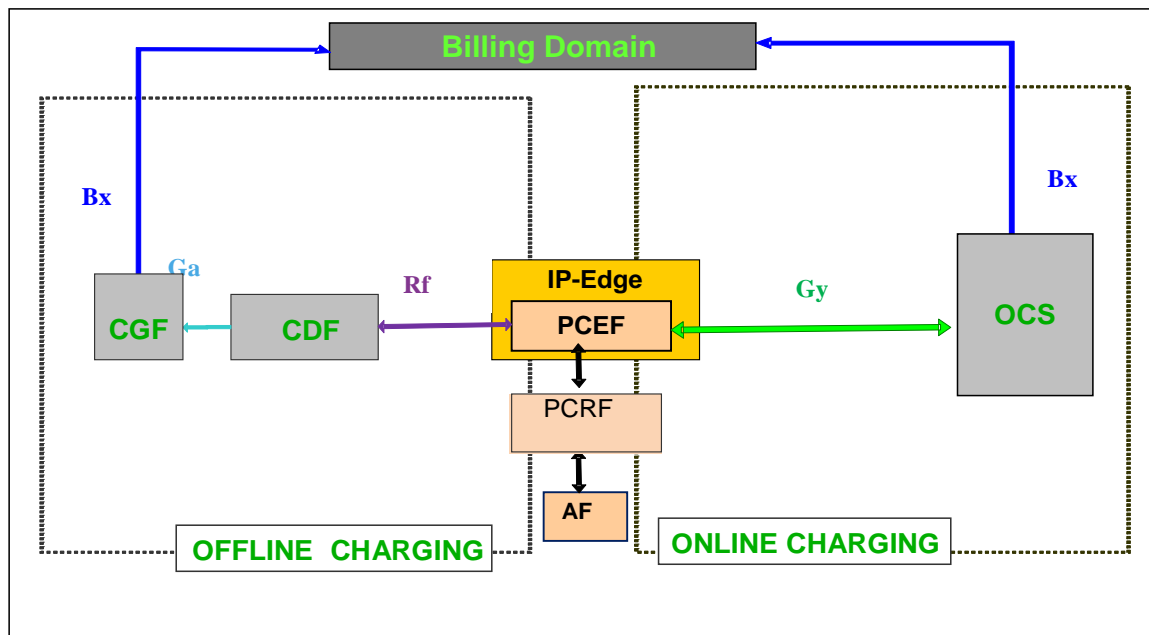 Billing Domain
Bx
Bx
Ga
Rf
IP-Edge
Gy
CGF
CDF
PCEF
OCS
PCRF
AF
OFFLINE CHARGING
ONLINE CHARGING